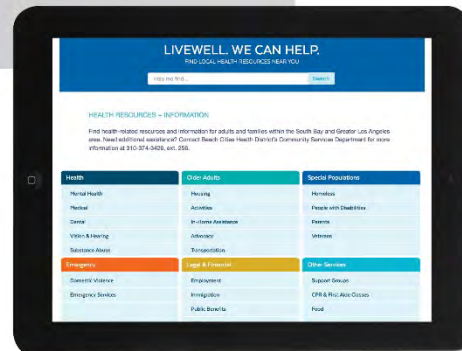 LIVEWELL. WE CAN HELP.
FIND LOCAL HEALTH RESOURCES NEAR YOU
Help me find...
Search
HEALTH RESOURCES + INFORMATION
Find health-related resources and information for adults and families within the South Bay and Greater Los Angeles
area. Need additional assistance? Contact Beach Cities Health District's Community Services Department for more
information at 310-374-3426, ext. 256.
Health
Mental Health
Medical
Dental
Vision & Hearing
Substance Abuse
Older Adults
Housing
Activities
In-Home Assistance
Advocacy
Transportation
Special Populations
Homeless
People with Disabilities
Parents
Veterans
Emergency
Domestic Violence
Emergency Services
Legal & Financial
Employment
Immigration
Public Benefits
Other Services
Support Groups
CPR & First Aide Classes
Food